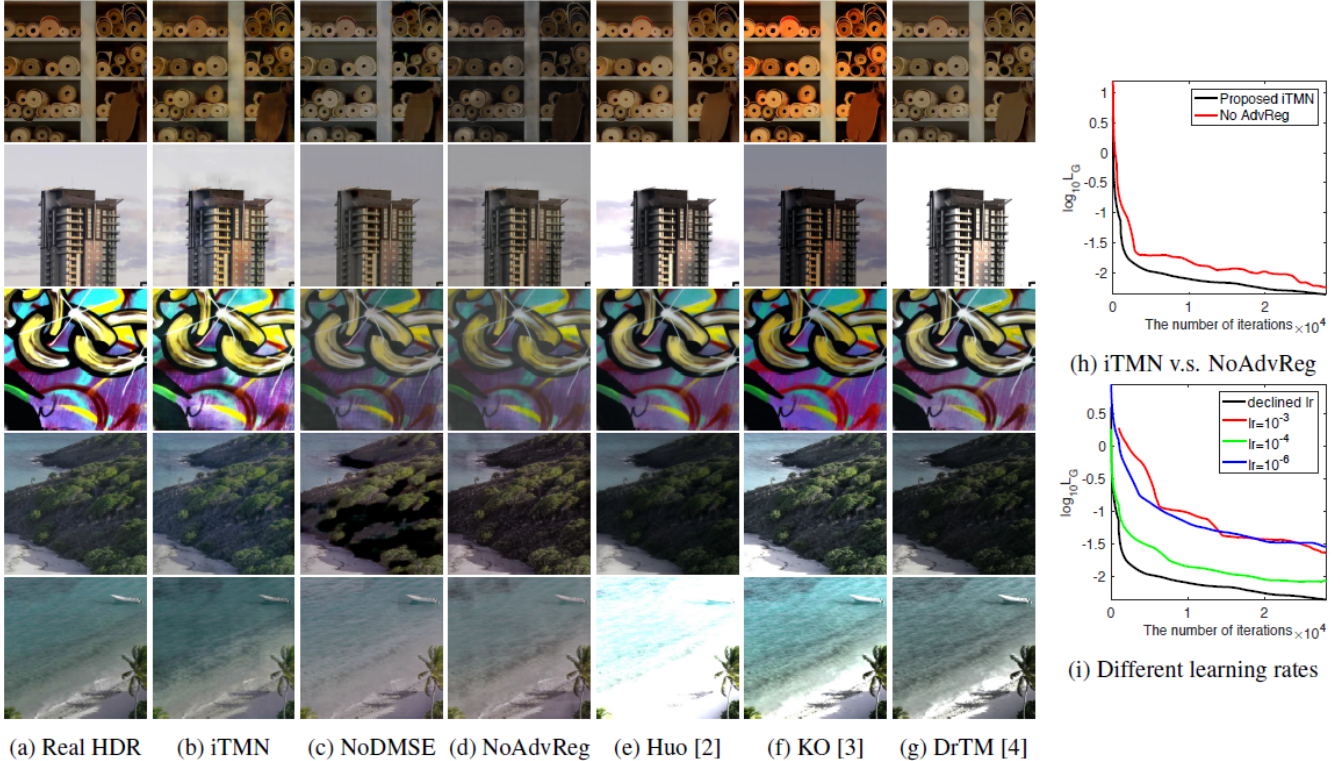 (a) Real HDR
(b) iTMN
(c) NoDMSE
(d) NoAdvReg
(e) Huo [2]
(f) KO [3]
(g) DrTM [4]
1
0.5
0
-0.5
-1
-1.5
-2
log10LG
Proposed iTMN
No AdvReg
0 1 2
The number of iterations ×10^4
(h) iTMN v.s. NoAdvReg
0.5
0
-0.5
-1
-1.5
-2
log10LG
declined lr
lr=10^-3
lr=10^-4
lr=10^-6
0 1 2
The number of iterations ×10^4
(i) Different learning rates